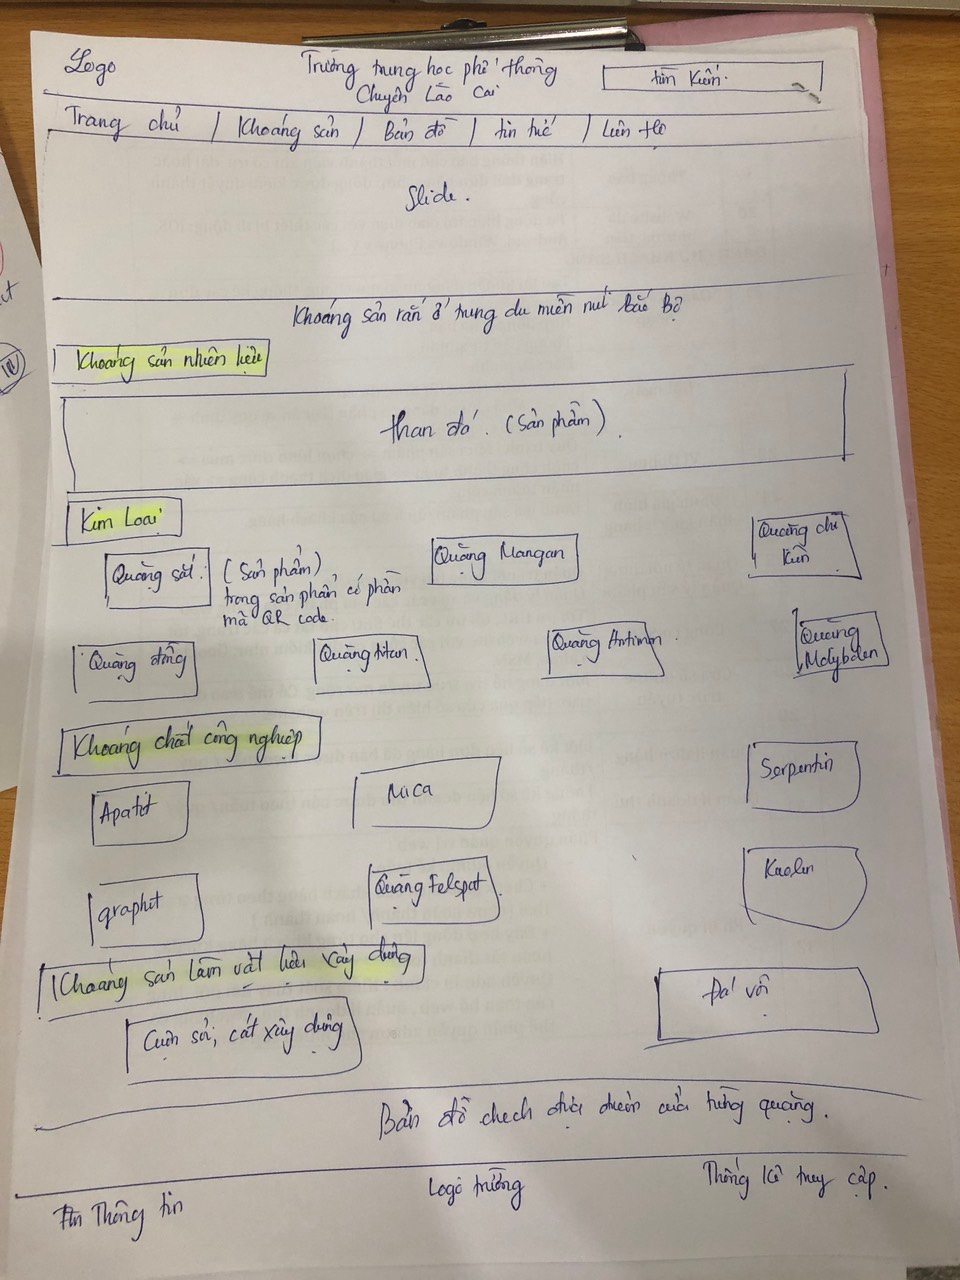 Logo
Trường trung học phổ thông
Chuyên Lào Cai
tìm kiếm.
Trang chủ / Khoáng sản / Bản đồ / tin tức / Liên hệ
Slide.
Khoáng sản rắn ở trung du miền núi bắc bộ
Khoáng sản nhiên liệu
than đá. (Sản phẩm).
Kim Loại
Quặng sắt.
(Sản phẩm)
trong sản phẩm có phần
mã QR code.
Quặng Mangan
Quặng chì
kẽm
Quặng đồng
Quặng titan.
Quặng Antimon
Quặng
Molybden
Khoáng chất công nghiệp
Apatit
Mica
Serpentin
graphit
Quặng Felspat
Kaolin
Khoáng sản làm vật liệu xây dựng
Cuội sỏi, cát xây dựng
Đá vôi
Bản đồ của từng quặng.
Thông tin
Logo trường
Thống kê truy cập.